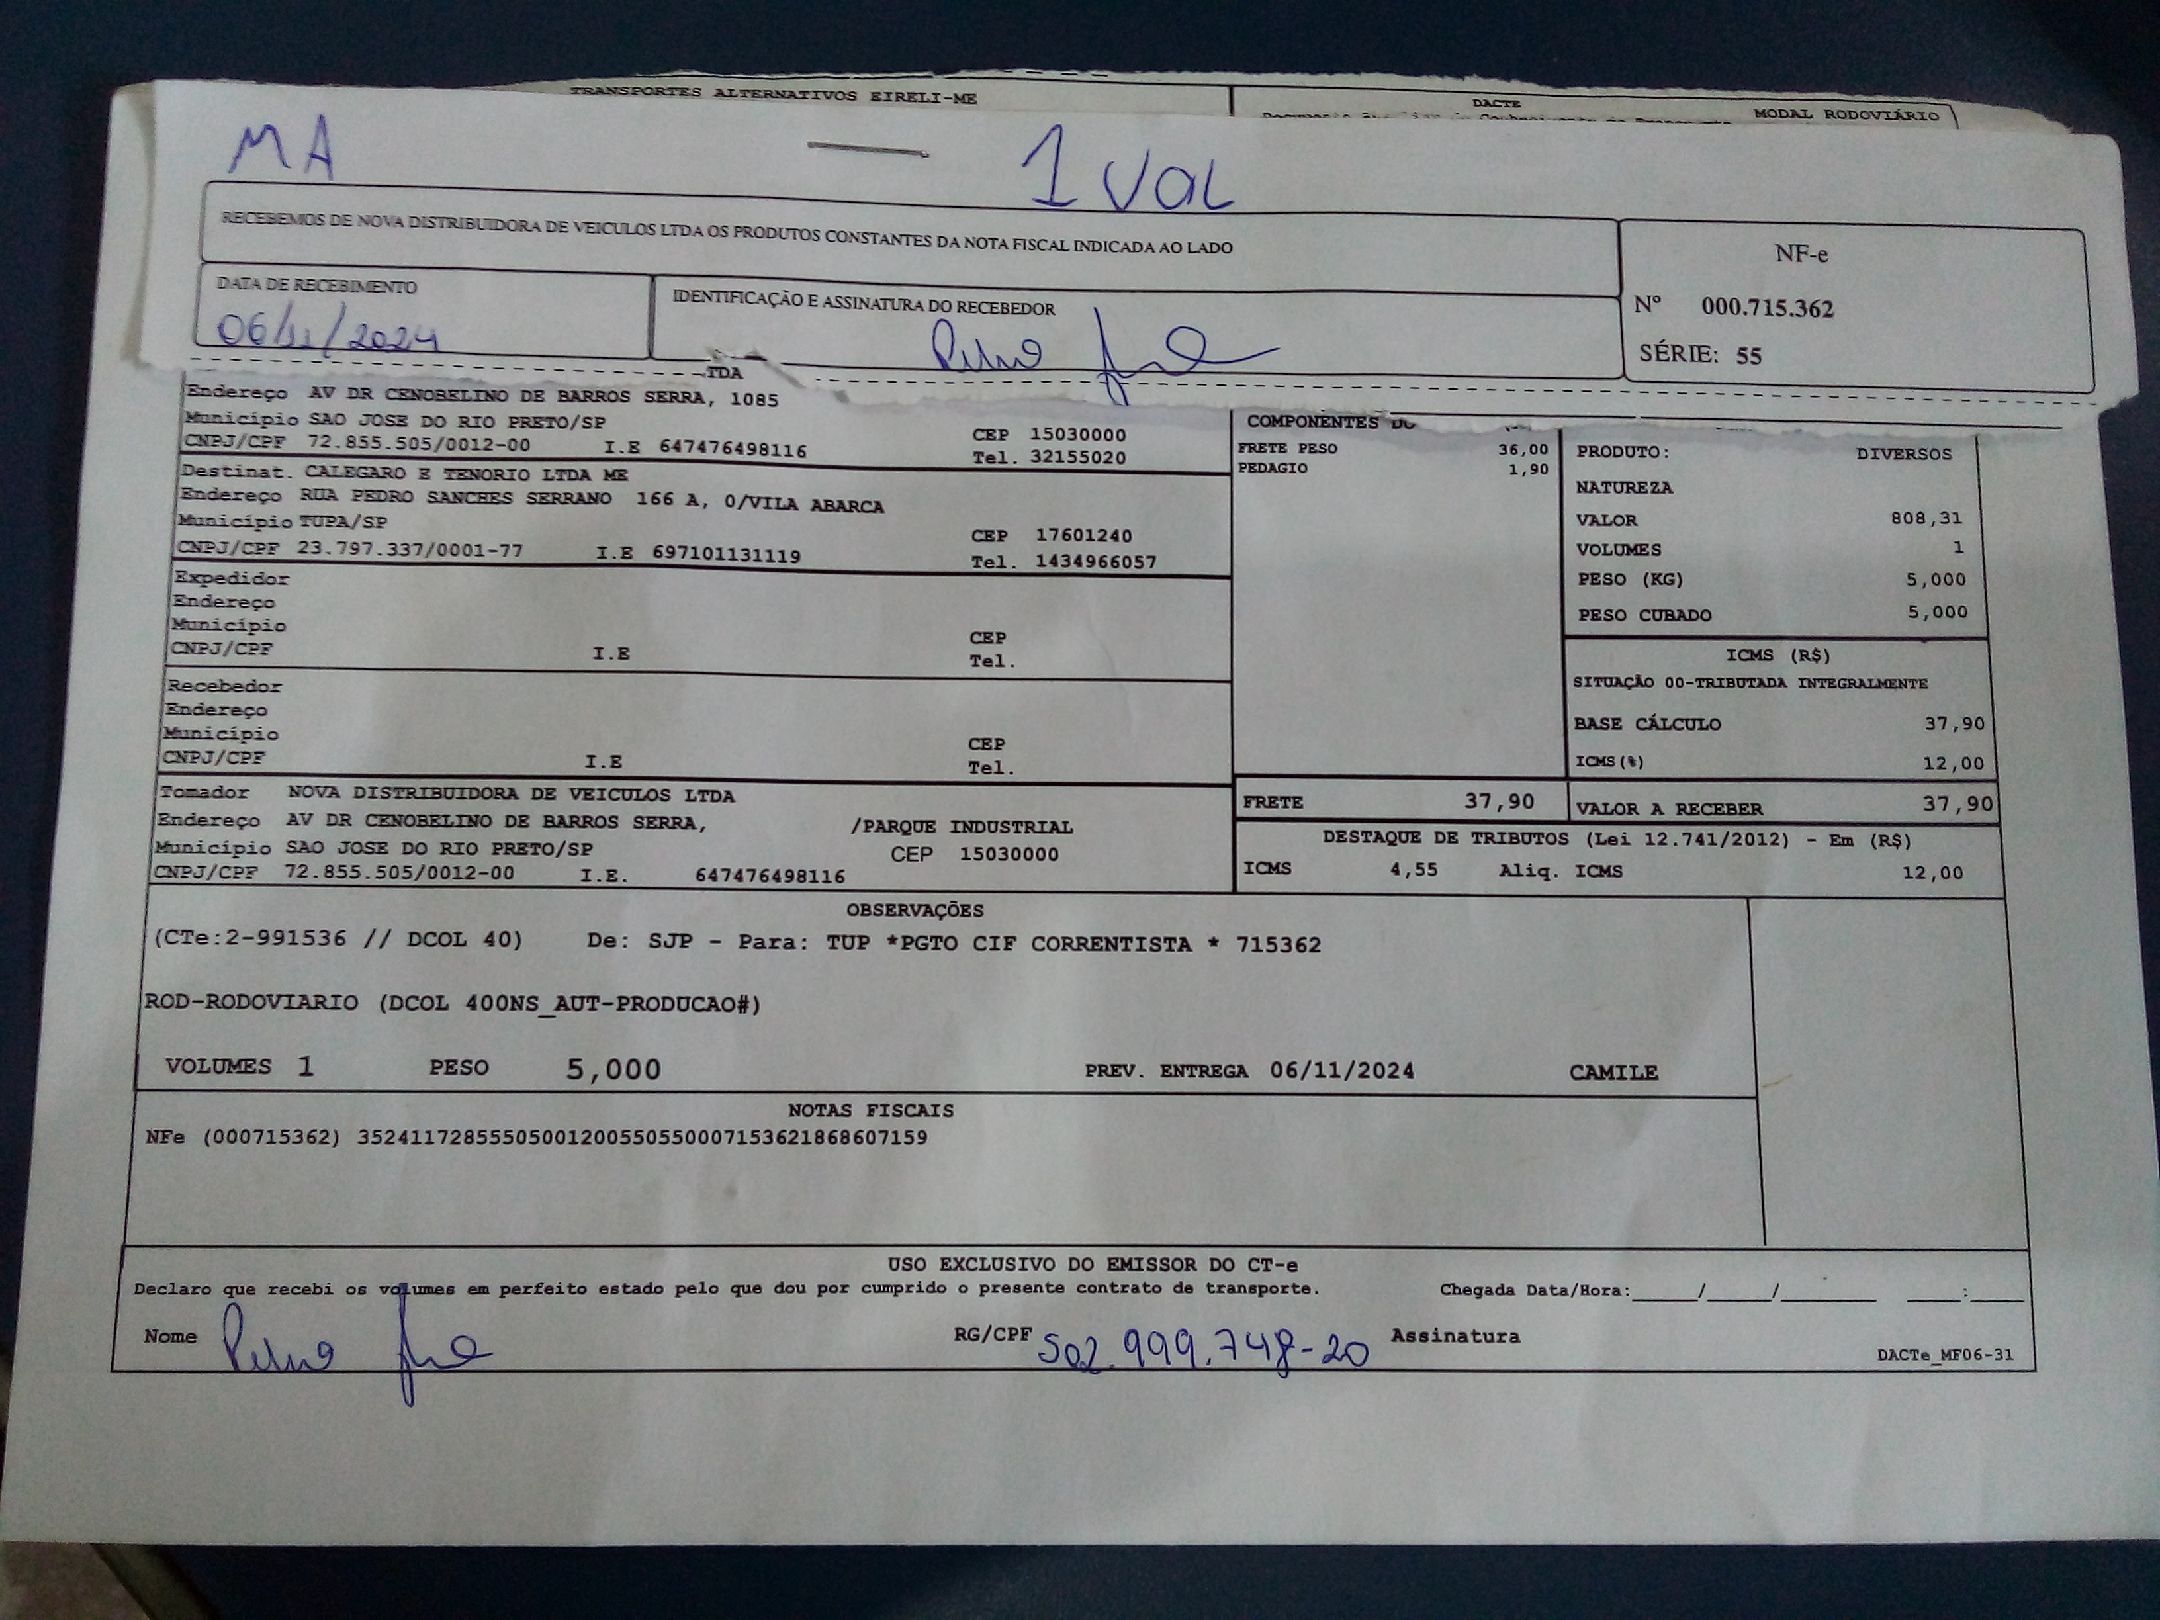 TRANSPORTES ALTERNATIVOS EIRELI-ME
DACTE
MODAL RODOVIÁRIO
MA
1 VOL
RECEBEMOS DE NOVA DISTRIBUIDORA DE VEICULOS LTDA OS PRODUTOS CONSTANTES DA NOTA FISCAL INDICADA AO LADO
NF-e
Nº 000.715.362
SÉRIE: 55
DATA DE RECEBIMENTO
06/11/2024
IDENTIFICAÇÃO E ASSINATURA DO RECEBEDOR
TDA
Endereço AV DR CENOBELINO DE BARROS SERRA, 1085
Município SAO JOSE DO RIO PRETO/SP CEP 15030000
CNPJ/CPF 72.855.505/0012-00 I.E 647476498116 Tel. 32155020
Destinat. CALEGARO E TENORIO LTDA ME
Endereço RUA PEDRO SANCHES SERRANO 166 A, 0/VILA ABARCA
Município TUPA/SP CEP 17601240
CNPJ/CPF 23.797.337/0001-77 I.E 697101131119 Tel. 1434966057
Expedidor
Endereço
Município CEP
CNPJ/CPF I.E Tel.
Recebedor
Endereço
Município CEP
CNPJ/CPF I.E Tel.
Tomador NOVA DISTRIBUIDORA DE VEICULOS LTDA
Endereço AV DR CENOBELINO DE BARROS SERRA, /PARQUE INDUSTRIAL
Município SAO JOSE DO RIO PRETO/SP CEP 15030000
CNPJ/CPF 72.855.505/0012-00 I.E. 647476498116
COMPONENTES DO
FRETE PESO 36,00
PEDAGIO 1,90
PRODUTO: DIVERSOS
NATUREZA
VALOR 808,31
VOLUMES 1
PESO (KG) 5,000
PESO CUBADO 5,000
ICMS (R$)
SITUAÇÃO 00-TRIBUTADA INTEGRALMENTE
BASE CÁLCULO 37,90
ICMS(%) 12,00
FRETE 37,90 VALOR A RECEBER 37,90
DESTAQUE DE TRIBUTOS (Lei 12.741/2012) - Em (R$)
ICMS 4,55 Aliq. ICMS 12,00
OBSERVAÇÕES
(CTe:2-991536 // DCOL 40) De: SJP - Para: TUP *PGTO CIF CORRENTISTA * 715362
ROD-RODOVIARIO (DCOL 400NS_AUT-PRODUCAO#)
VOLUMES 1 PESO 5,000 PREV. ENTREGA 06/11/2024 CAMILE
NOTAS FISCAIS
NFe (000715362) 35241172855505001200550550007153621868607159
USO EXCLUSIVO DO EMISSOR DO CT-e
Declaro que recebi os volumes em perfeito estado pelo que dou por cumprido o presente contrato de transporte. Chegada Data/Hora:_____/_____/________ ____:____
Nome RG/CPF 502.999.748-20 Assinatura
DACTe_MF06-31